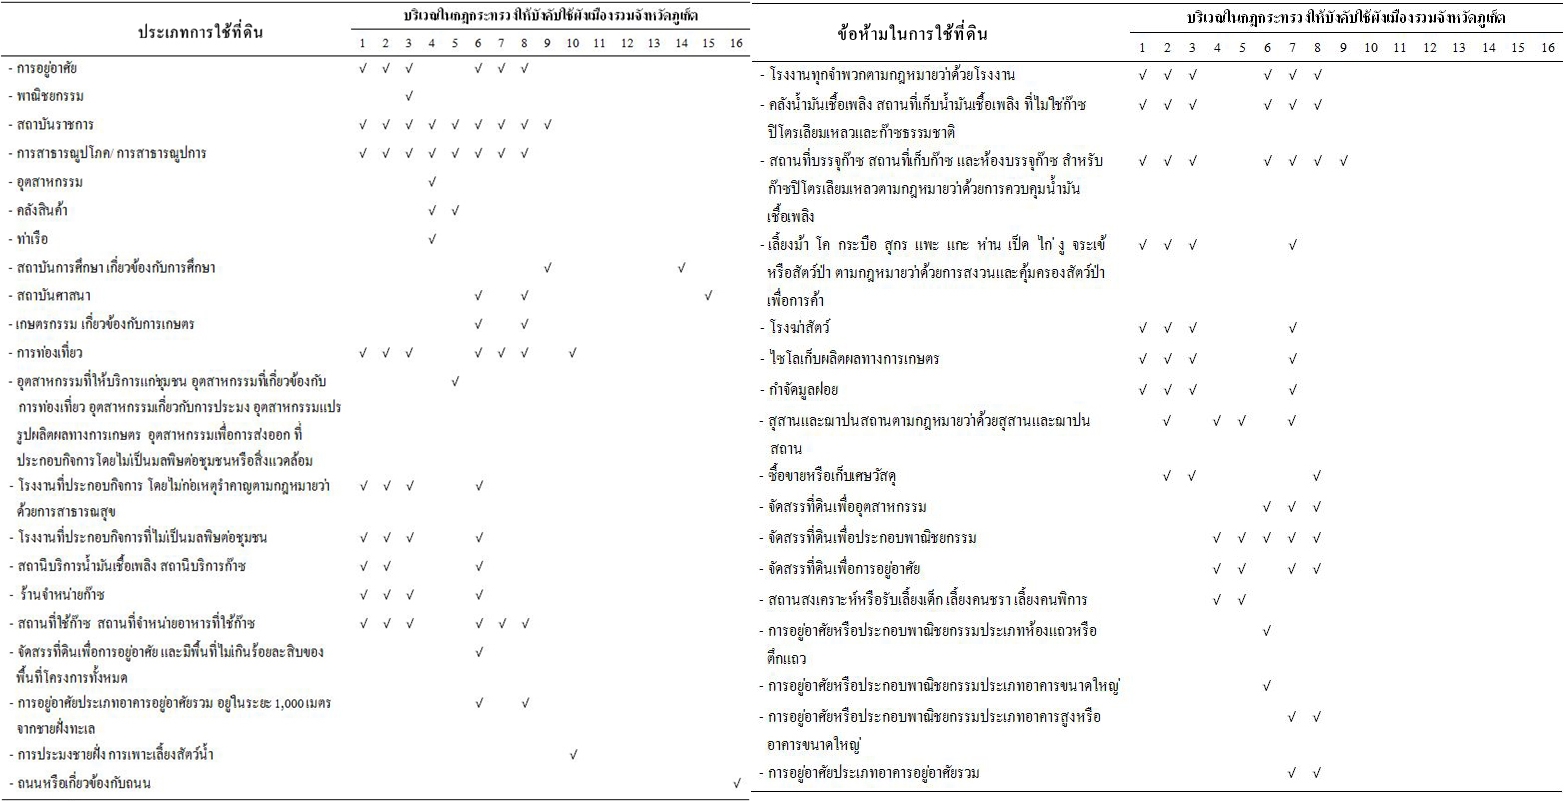 ประเภทการใช้ที่ดิน
บริเวณในกฎกระทรวงให้บังคับใช้ผังเมืองรวมจังหวัดภูเก็ต
1 2 3 4 5 6 7 8 9 10 11 12 13 14 15 16
- การอยู่อาศัย √ √ √ √ √ √
- พาณิชยกรรม √
- สถาบันราชการ √ √ √ √ √ √ √ √ √
- การสาธารณูปโภค/ การสาธารณูปการ √ √ √ √ √ √ √ √
- อุตสาหกรรม √
- คลังสินค้า √ √
- ท่าเรือ √
- สถาบันการศึกษา เกี่ยวข้องกับการศึกษา √ √
- สถาบันศาสนา √ √ √
- เกษตรกรรม เกี่ยวข้องกับการเกษตร √ √
- การท่องเที่ยว √ √ √ √ √ √ √
- อุตสาหกรรมที่ให้บริการแก่ชุมชน อุตสาหกรรมที่เกี่ยวข้องกับ √
การท่องเที่ยว อุตสาหกรรมเกี่ยวกับการประมง อุตสาหกรรมแปร
รูปผลิตผลทางการเกษตร อุตสาหกรรมเพื่อการส่งออก ที่
ประกอบกิจการโดยไม่เป็นมลพิษต่อชุมชนหรือสิ่งแวดล้อม
- โรงงานที่ประกอบกิจการ โดยไม่ก่อเหตุรำคาญตามกฎหมายว่า √ √ √ √
ด้วยการสาธารณสุข
- โรงงานที่ประกอบกิจการที่ไม่เป็นมลพิษต่อชุมชน √ √ √ √
- สถานีบริการน้ำมันเชื้อเพลิง สถานีบริการก๊าซ √ √ √
- ร้านจำหน่ายก๊าซ √ √ √ √
- สถานที่ใช้ก๊าซ สถานที่จำหน่ายอาหารที่ใช้ก๊าซ √ √ √ √ √ √
- จัดสรรที่ดินเพื่อการอยู่อาศัย และมีพื้นที่ไม่เกินร้อยละสิบของ √
พื้นที่โครงการทั้งหมด
- การอยู่อาศัยประเภทอาคารอยู่อาศัยรวม อยู่ในระยะ 1,000 เมตร √ √
จากชายฝั่งทะเล
- การประมงชายฝั่ง การเพาะเลี้ยงสัตว์น้ำ √
- ถนนหรือเกี่ยวข้องกับถนน √
ข้อห้ามในการใช้ที่ดิน
บริเวณในกฎกระทรวงให้บังคับใช้ผังเมืองรวมจังหวัดภูเก็ต
1 2 3 4 5 6 7 8 9 10 11 12 13 14 15 16
- โรงงานทุกจำพวกตามกฎหมายว่าด้วยโรงงาน √ √ √ √ √ √
- คลังน้ำมันเชื้อเพลิง สถานที่เก็บน้ำมันเชื้อเพลิง ที่ไม่ใช่ก๊าซ √ √ √ √ √ √
ปิโตรเลียมเหลวและก๊าซธรรมชาติ
- สถานที่บรรจุก๊าซ สถานที่เก็บก๊าซ และห้องบรรจุก๊าซ สำหรับ √ √ √ √ √ √ √
ก๊าซปิโตรเลียมเหลวตามกฎหมายว่าด้วยการควบคุมน้ำมัน
เชื้อเพลิง
- เลี้ยงม้า โค กระบือ สุกร แพะ แกะ ห่าน เป็ด ไก่ งู จระเข้ √ √ √ √
หรือสัตว์ป่า ตามกฎหมายว่าด้วยการสงวนและคุ้มครองสัตว์ป่า
เพื่อการค้า
- โรงฆ่าสัตว์ √ √ √ √
- ไซโลเก็บผลิตผลทางการเกษตร √ √ √ √
- กำจัดมูลฝอย √ √ √ √
- สุสานและฌาปนสถานตามกฎหมายว่าด้วยสุสานและฌาปน √ √ √ √
สถาน
- ซื้อขายหรือเก็บเศษวัสดุ √ √ √
- จัดสรรที่ดินเพื่ออุตสาหกรรม √ √ √
- จัดสรรที่ดินเพื่อประกอบพาณิชยกรรม √ √ √ √ √
- จัดสรรที่ดินเพื่อการอยู่อาศัย √ √ √ √
- สถานสงเคราะห์หรือรับเลี้ยงเด็ก เลี้ยงคนชรา เลี้ยงคนพิการ √ √
- การอยู่อาศัยหรือประกอบพาณิชยกรรมประเภทห้องแถวหรือ √
ตึกแถว
- การอยู่อาศัยหรือประกอบพาณิชยกรรมประเภทอาคารขนาดใหญ่ √
- การอยู่อาศัยหรือประกอบพาณิชยกรรมประเภทอาคารสูงหรือ √ √
อาคารขนาดใหญ่
- การอยู่อาศัยประเภทอาคารอยู่อาศัยรวม √ √